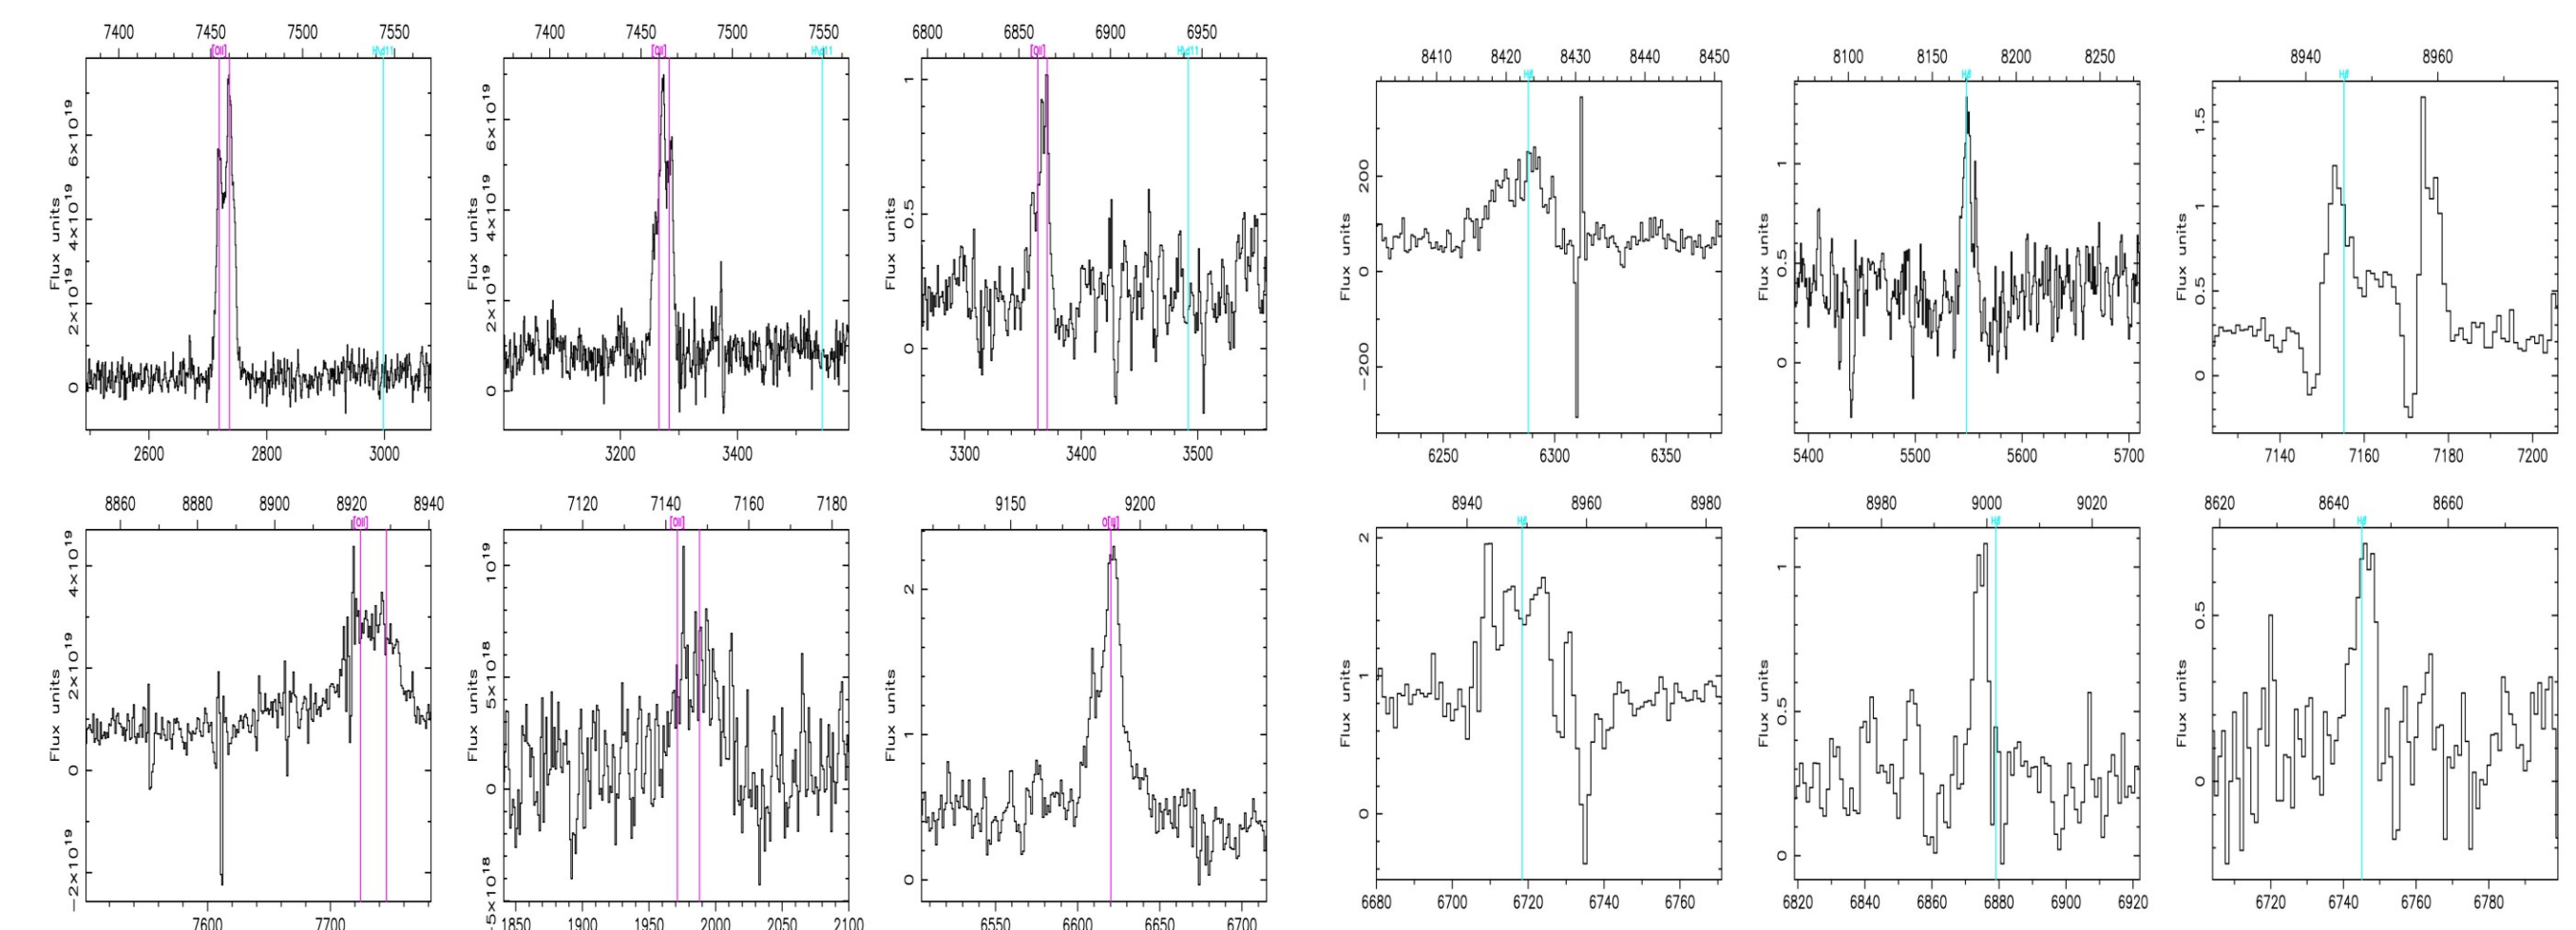 7400 7450 7500 7550
[OII] Hγd11
Flux units
0 2×10¹⁹ 4×10¹⁹ 6×10¹⁹
2600 2800 3000
7400 7450 7500 7550
[OII] Hγd11
Flux units
0 2×10¹⁹ 4×10¹⁹ 6×10¹⁹
3200 3400
6800 6850 6900 6950
[OII] Hγd11
Flux units
0 0.5 1
3300 3400 3500
8410 8420 8430 8440 8450
Flux units
−200 0 200
6250 6300 6350
8100 8150 8200 8250
Flux units
0 0.5 1
5400 5500 5600 5700
8940 8960
Flux units
0 0.5 1 1.5
7140 7160 7180 7200
8860 8880 8900 8920 8940
[OII]
Flux units
−2×10¹⁹ 0 2×10¹⁹ 4×10¹⁹
7600 7700
7120 7140 7160 7180
[OII]
Flux units
5×10¹⁸ 0 5×10¹⁸ 10¹⁹
1850 1900 1950 2000 2050 2100
9150 9200
Flux units
0 1 2
6550 6600 6650 6700
8940 8960 8980
Flux units
0 1 2
6680 6700 6720 6740 6760
8980 9000 9020
Flux units
0 0.5 1
6820 6840 6860 6880 6900 6920
8620 8640 8660
Flux units
0 0.5
6720 6740 6760 6780